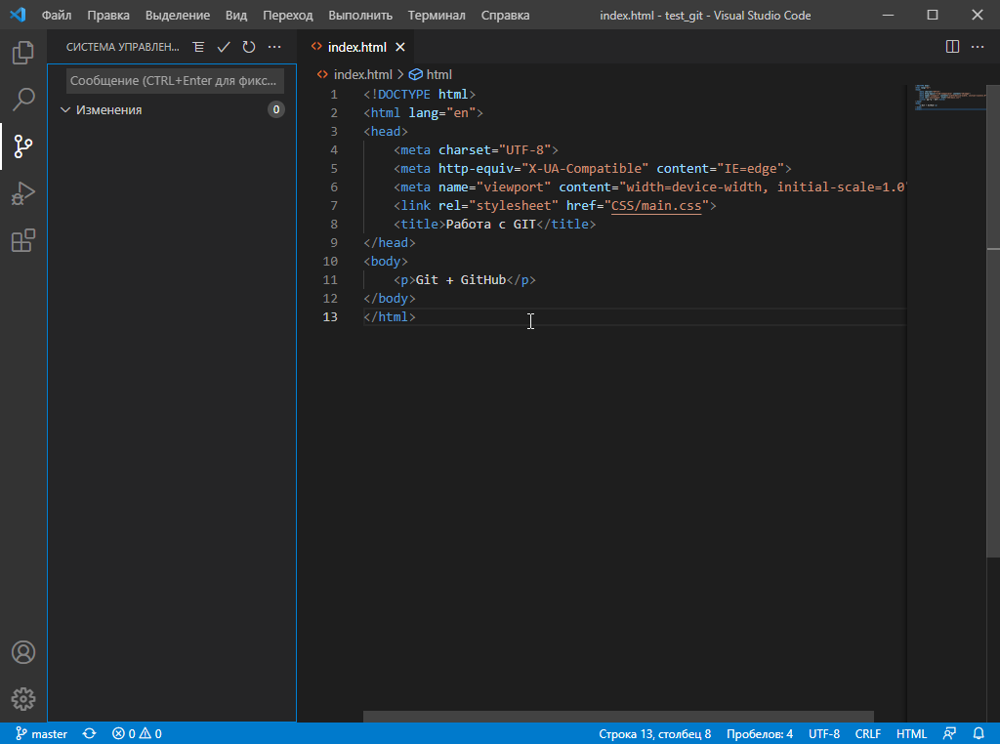 Файл Правка Выделение Вид Переход Выполнить Терминал Справка index.html - test_git - Visual Studio Code
СИСТЕМА УПРАВЛЕН...
Сообщение (CTRL+Enter для фикс...
Изменения 0
index.html
index.html > html
1 <!DOCTYPE html>
2 <html lang="en">
3 <head>
4 <meta charset="UTF-8">
5 <meta http-equiv="X-UA-Compatible" content="IE=edge">
6 <meta name="viewport" content="width=device-width, initial-scale=1.0"
7 <link rel="stylesheet" href="CSS/main.css">
8 <title>Работа с GIT</title>
9 </head>
10 <body>
11 <p>Git + GitHub</p>
12 </body>
13 </html>
master 0 0 Строка 13, столбец 8 Пробелов: 4 UTF-8 CRLF HTML